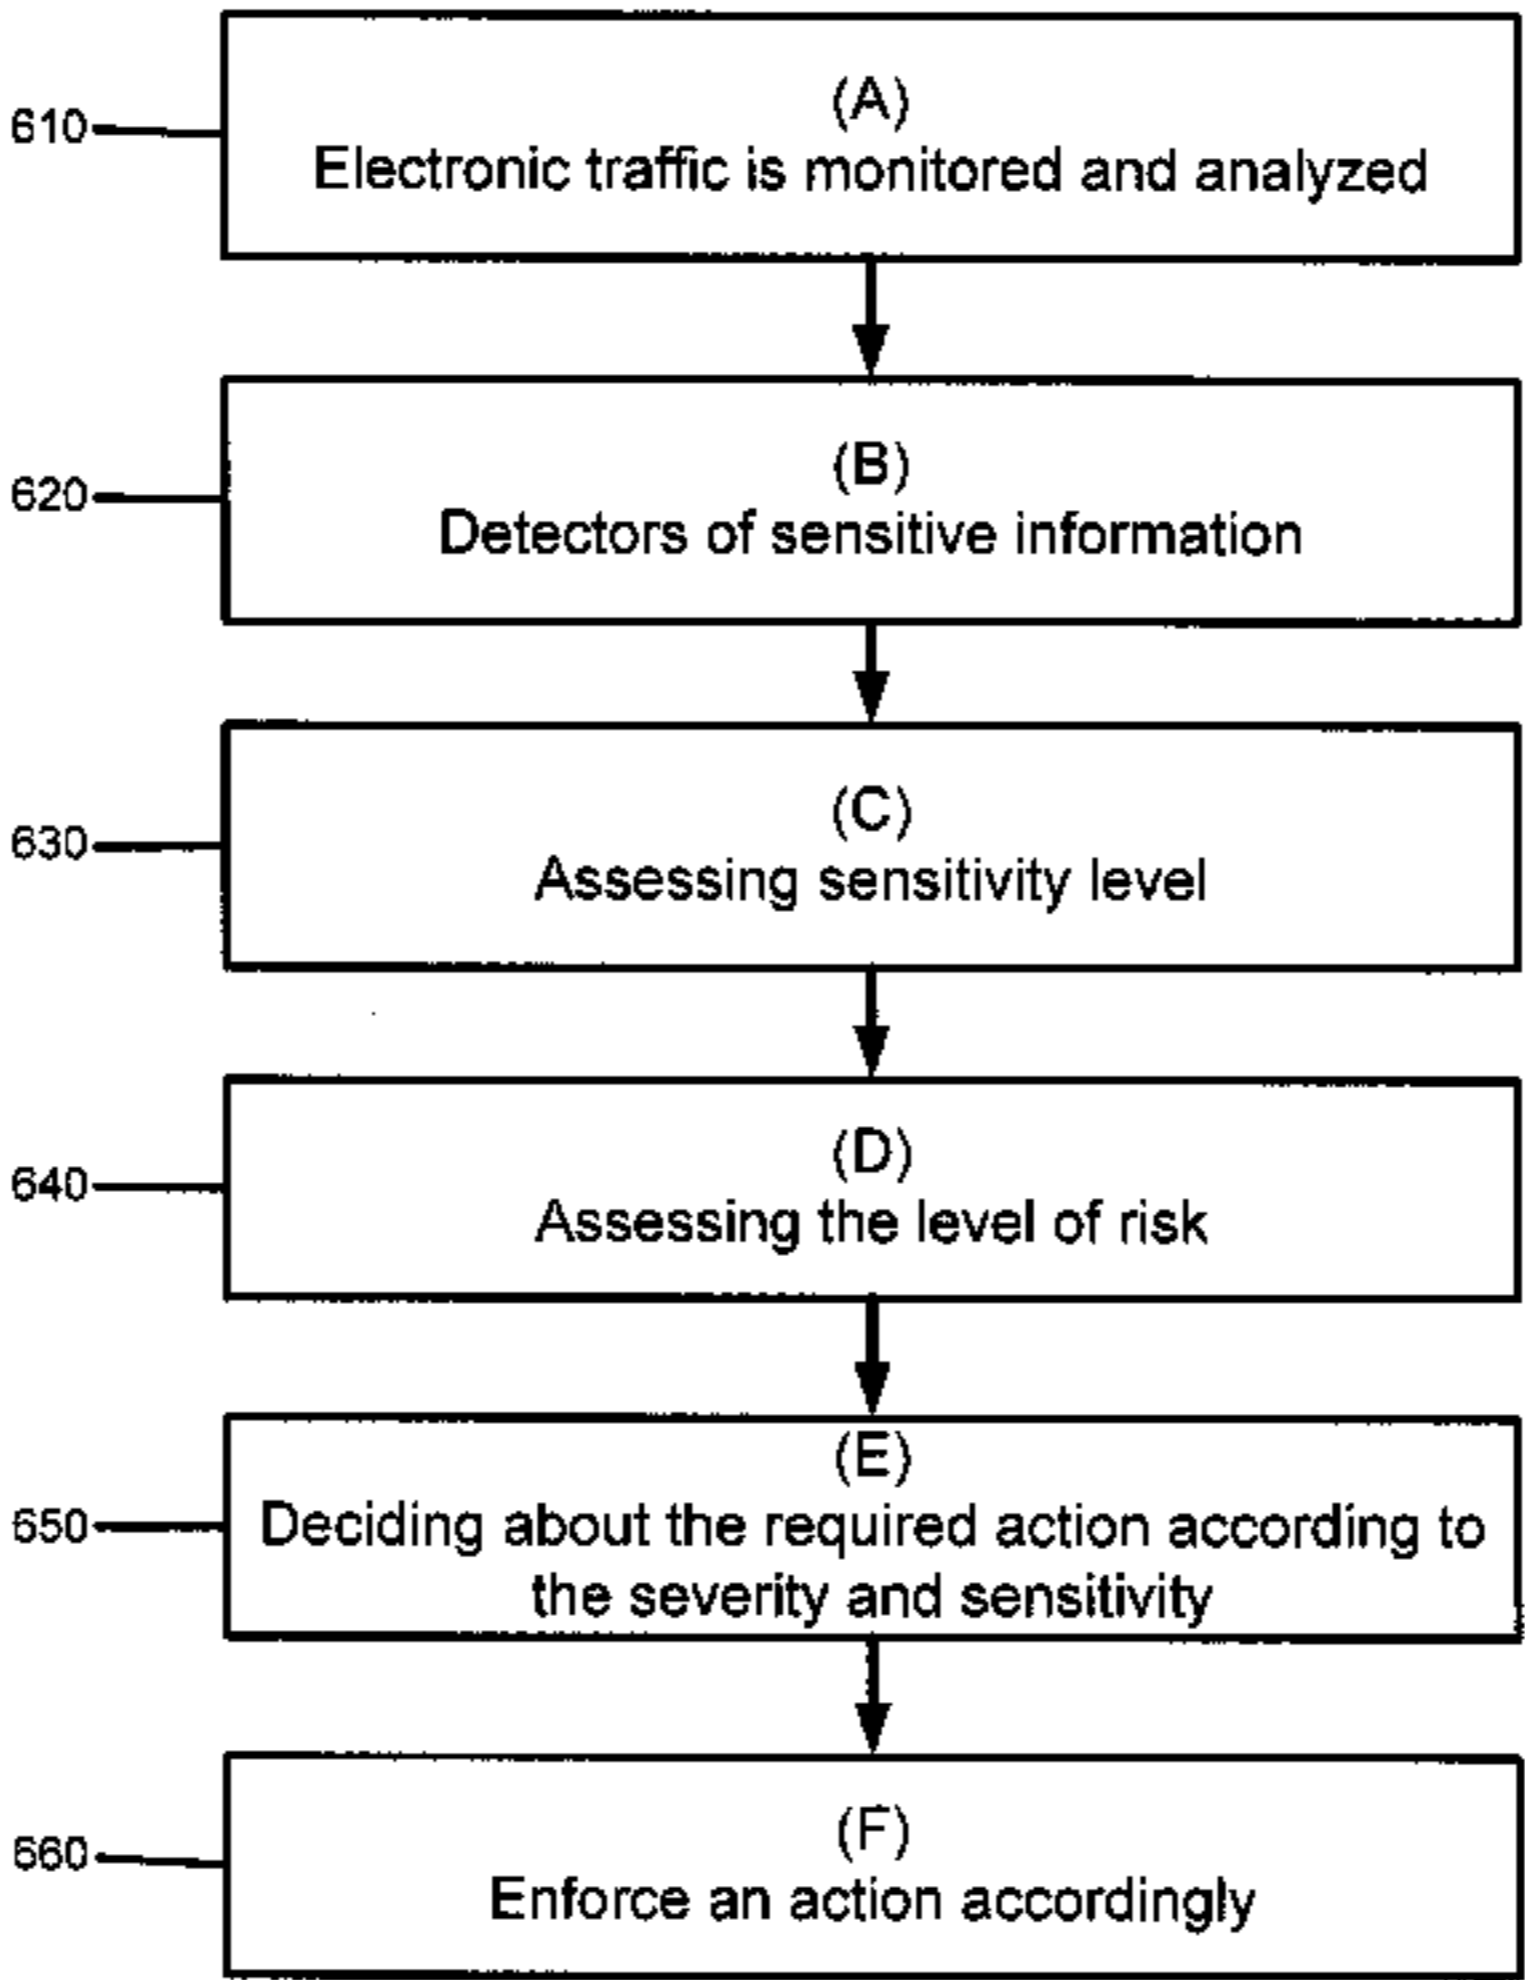 (A)
610
Electronic traffic is monitored and analyzed
(B)
620
Detectors of sensitive information
(C)
630
Assessing sensitivity level
(D)
640
Assessing the level of risk
(E)
650
Deciding about the required action according to
the severity and sensitivity
(F)
660
Enforce an action accordingly